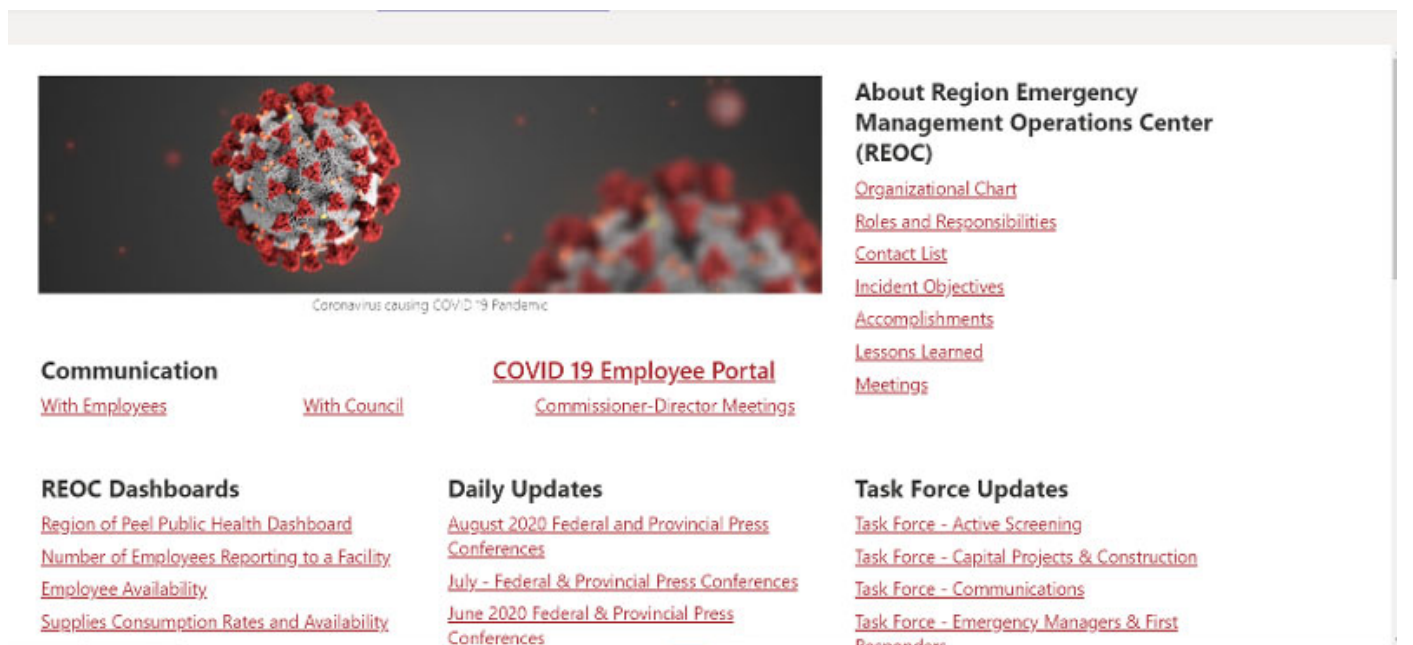 About Region Emergency
Management Operations Center
(REOC)
Organizational Chart
Roles and Responsibilities
Contact List
Incident Objectives
Accomplishments
Lessons Learned
Meetings
Coronavirus causing COVID 19 Pandemic
Communication
COVID 19 Employee Portal
With Employees
With Council
Commissioner-Director Meetings
REOC Dashboards
Region of Peel Public Health Dashboard
Number of Employees Reporting to a Facility
Employee Availability
Supplies Consumption Rates and Availability
Daily Updates
August 2020 Federal and Provincial Press
Conferences
July - Federal & Provincial Press Conferences
June 2020 Federal & Provincial Press
Conferences
Task Force Updates
Task Force - Active Screening
Task Force - Capital Projects & Construction
Task Force - Communications
Task Force - Emergency Managers & First
Responders